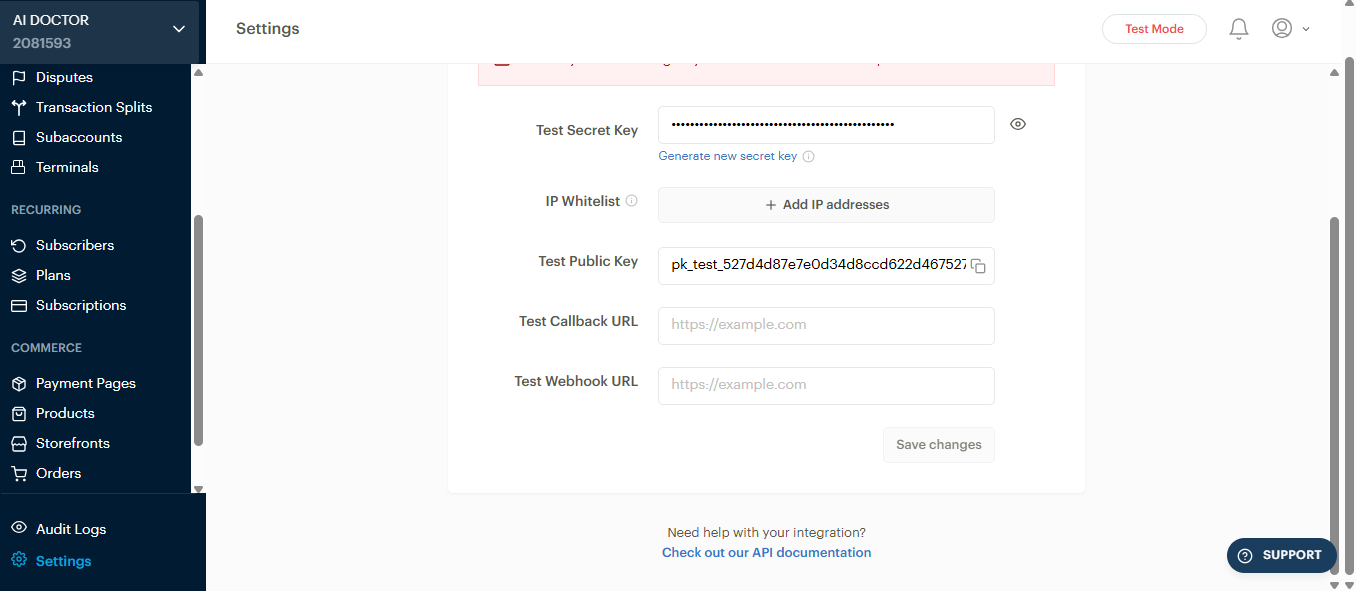 AI DOCTOR
2081593
Disputes
Transaction Splits
Subaccounts
Terminals
RECURRING
Subscribers
Plans
Subscriptions
COMMERCE
Payment Pages
Products
Storefronts
Orders
Audit Logs
Settings
Settings
Test Mode
Test Secret Key
Generate new secret key
IP Whitelist
+ Add IP addresses
Test Public Key
pk_test_527d4d87e7e0d34d8ccd622d467527
Test Callback URL
https://example.com
Test Webhook URL
https://example.com
Save changes
Need help with your integration?
Check out our API documentation
SUPPORT